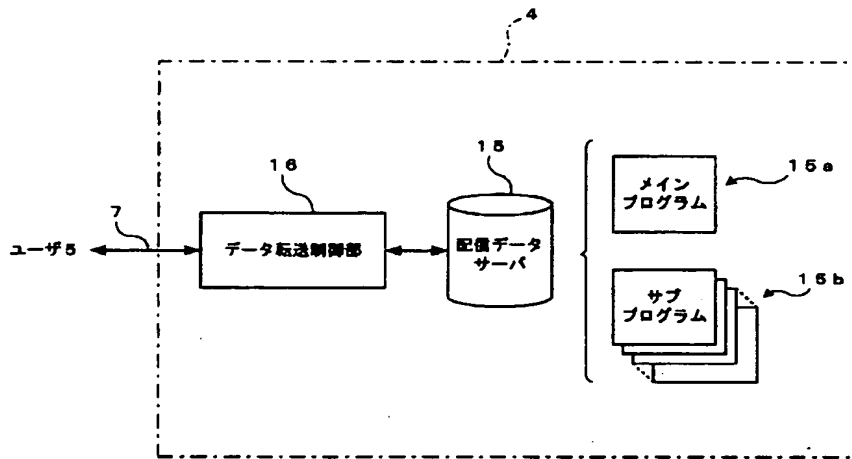 4
16
15
メイン
プログラム
15a
7
ユーザ5
データ転送制御部
配信データ
サーバ
サブ
プログラム
15b